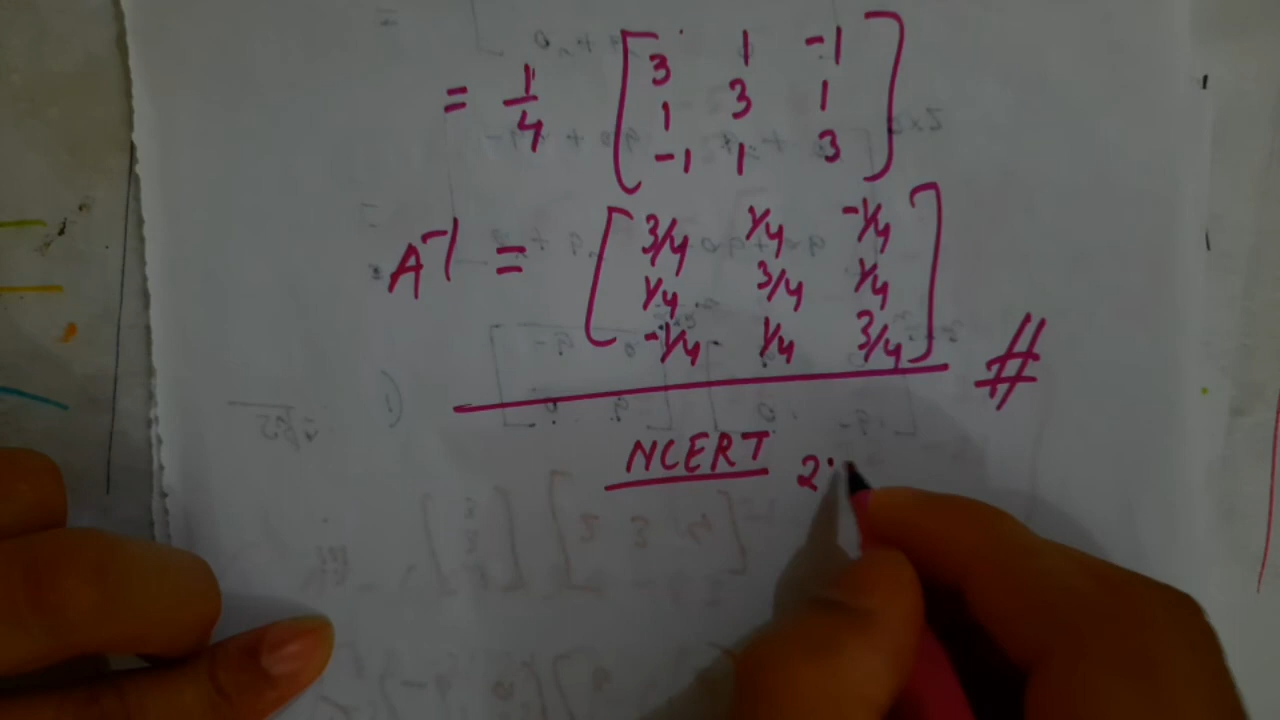 = 1/4 [ 3 1 -1
1 3 1
-1 1 3 ]
A⁻¹ = [ 3/4 1/4 -1/4
1/4 3/4 1/4
-1/4 1/4 3/4 ] #
NCERT 2.